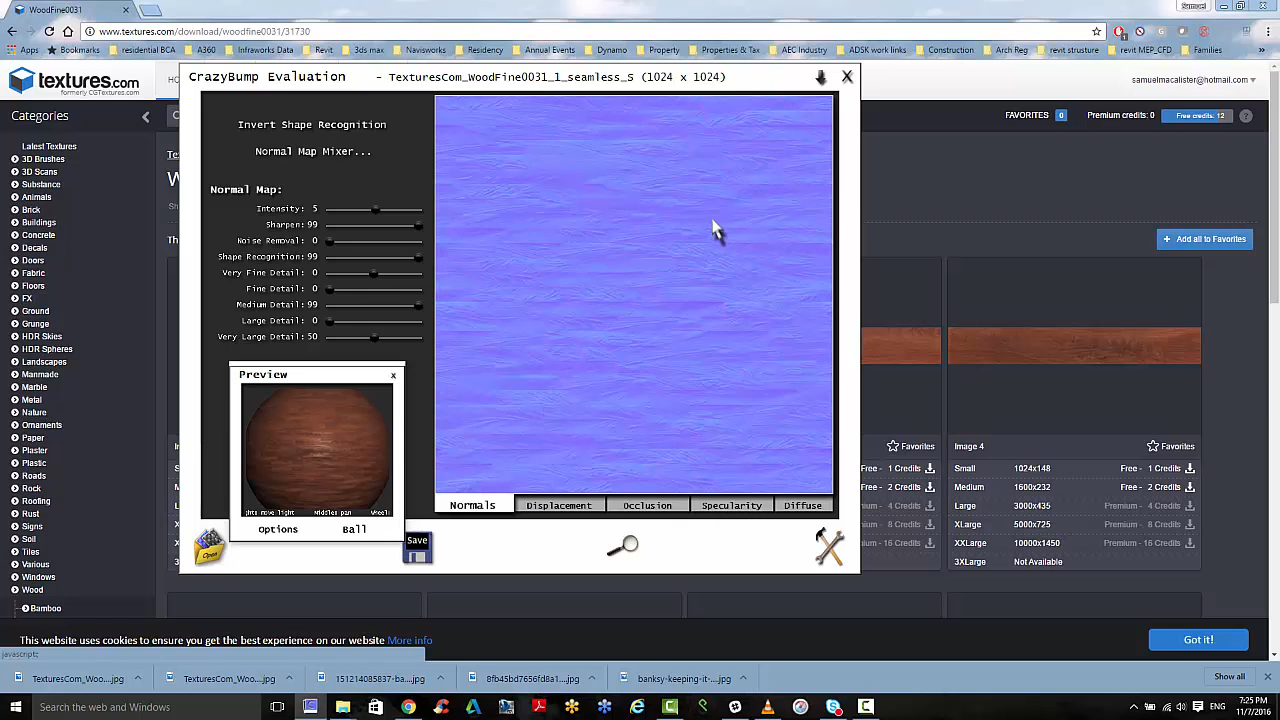 WoodFine0031
Samuel
www.textures.com/download/woodfine0031/31730
Apps Bookmarks residential BCA A360 Infraworks Data Revit 3ds max Navisworks Residency Annual Events Dynamo Property Properties & Tax AEC Industry ADSK work links Construction Arch Reg revit structure revit MEP_CFD Families
textures.com
formerly CGTextures.com
samuelmacalister@hotmail.com
CrazyBump Evaluation - TexturesCom_WoodFine0031_1_seamless_S (1024 x 1024)
Categories
FAVORITES 0 Premium credits: 0 Free credits: 12 ?
Latest Textures
3D Brushes
3D Scans
Substance
Animals
Brick
Buildings
Concrete
Decals
Doors
Fabric
Floors
FX
Ground
Grunge
HDR Skies
HDR Spheres
Landscapes
Manmade
Marble
Metal
Nature
Ornaments
Paper
Plaster
Plastic
Roads
Rock
Roofing
Rust
Signs
Soil
Tiles
Various
Windows
Wood
Bamboo
Invert Shape Recognition
Normal Map Mixer...
Normal Map:
Intensity: 5
Sharpen: 99
Noise Removal: 0
Shape Recognition: 99
Very Fine Detail: 0
Fine Detail: 0
Medium Detail: 99
Large Detail: 0
Very Large Detail: 50
Preview x
Options Ball
Normals Displacement Occlusion Specularity Diffuse
Open
Save
+ Add all to Favorites
Favorites
Free - 1 Credits
Free - 2 Credits
Premium - 4 Credits
Premium - 8 Credits
Premium - 16 Credits
Image 4 Favorites
Small 1024x148 Free - 1 Credits
Medium 1600x232 Free - 2 Credits
Large 3000x435 Premium - 4 Credits
XLarge 5000x725 Premium - 8 Credits
XXLarge 10000x1450 Premium - 16 Credits
3XLarge Not Available
This website uses cookies to ensure you get the best experience on our website More info
Got it!
javascript:;
TexturesCom_Woo....jpg TexturesCom_Woo....jpg 151214085837-ba....jpg 8fb45bd7656fd8a1....jpg banksy-keeping-it-....jpg Show all
Search the web and Windows
ENG
7:25 PM
11/7/2016